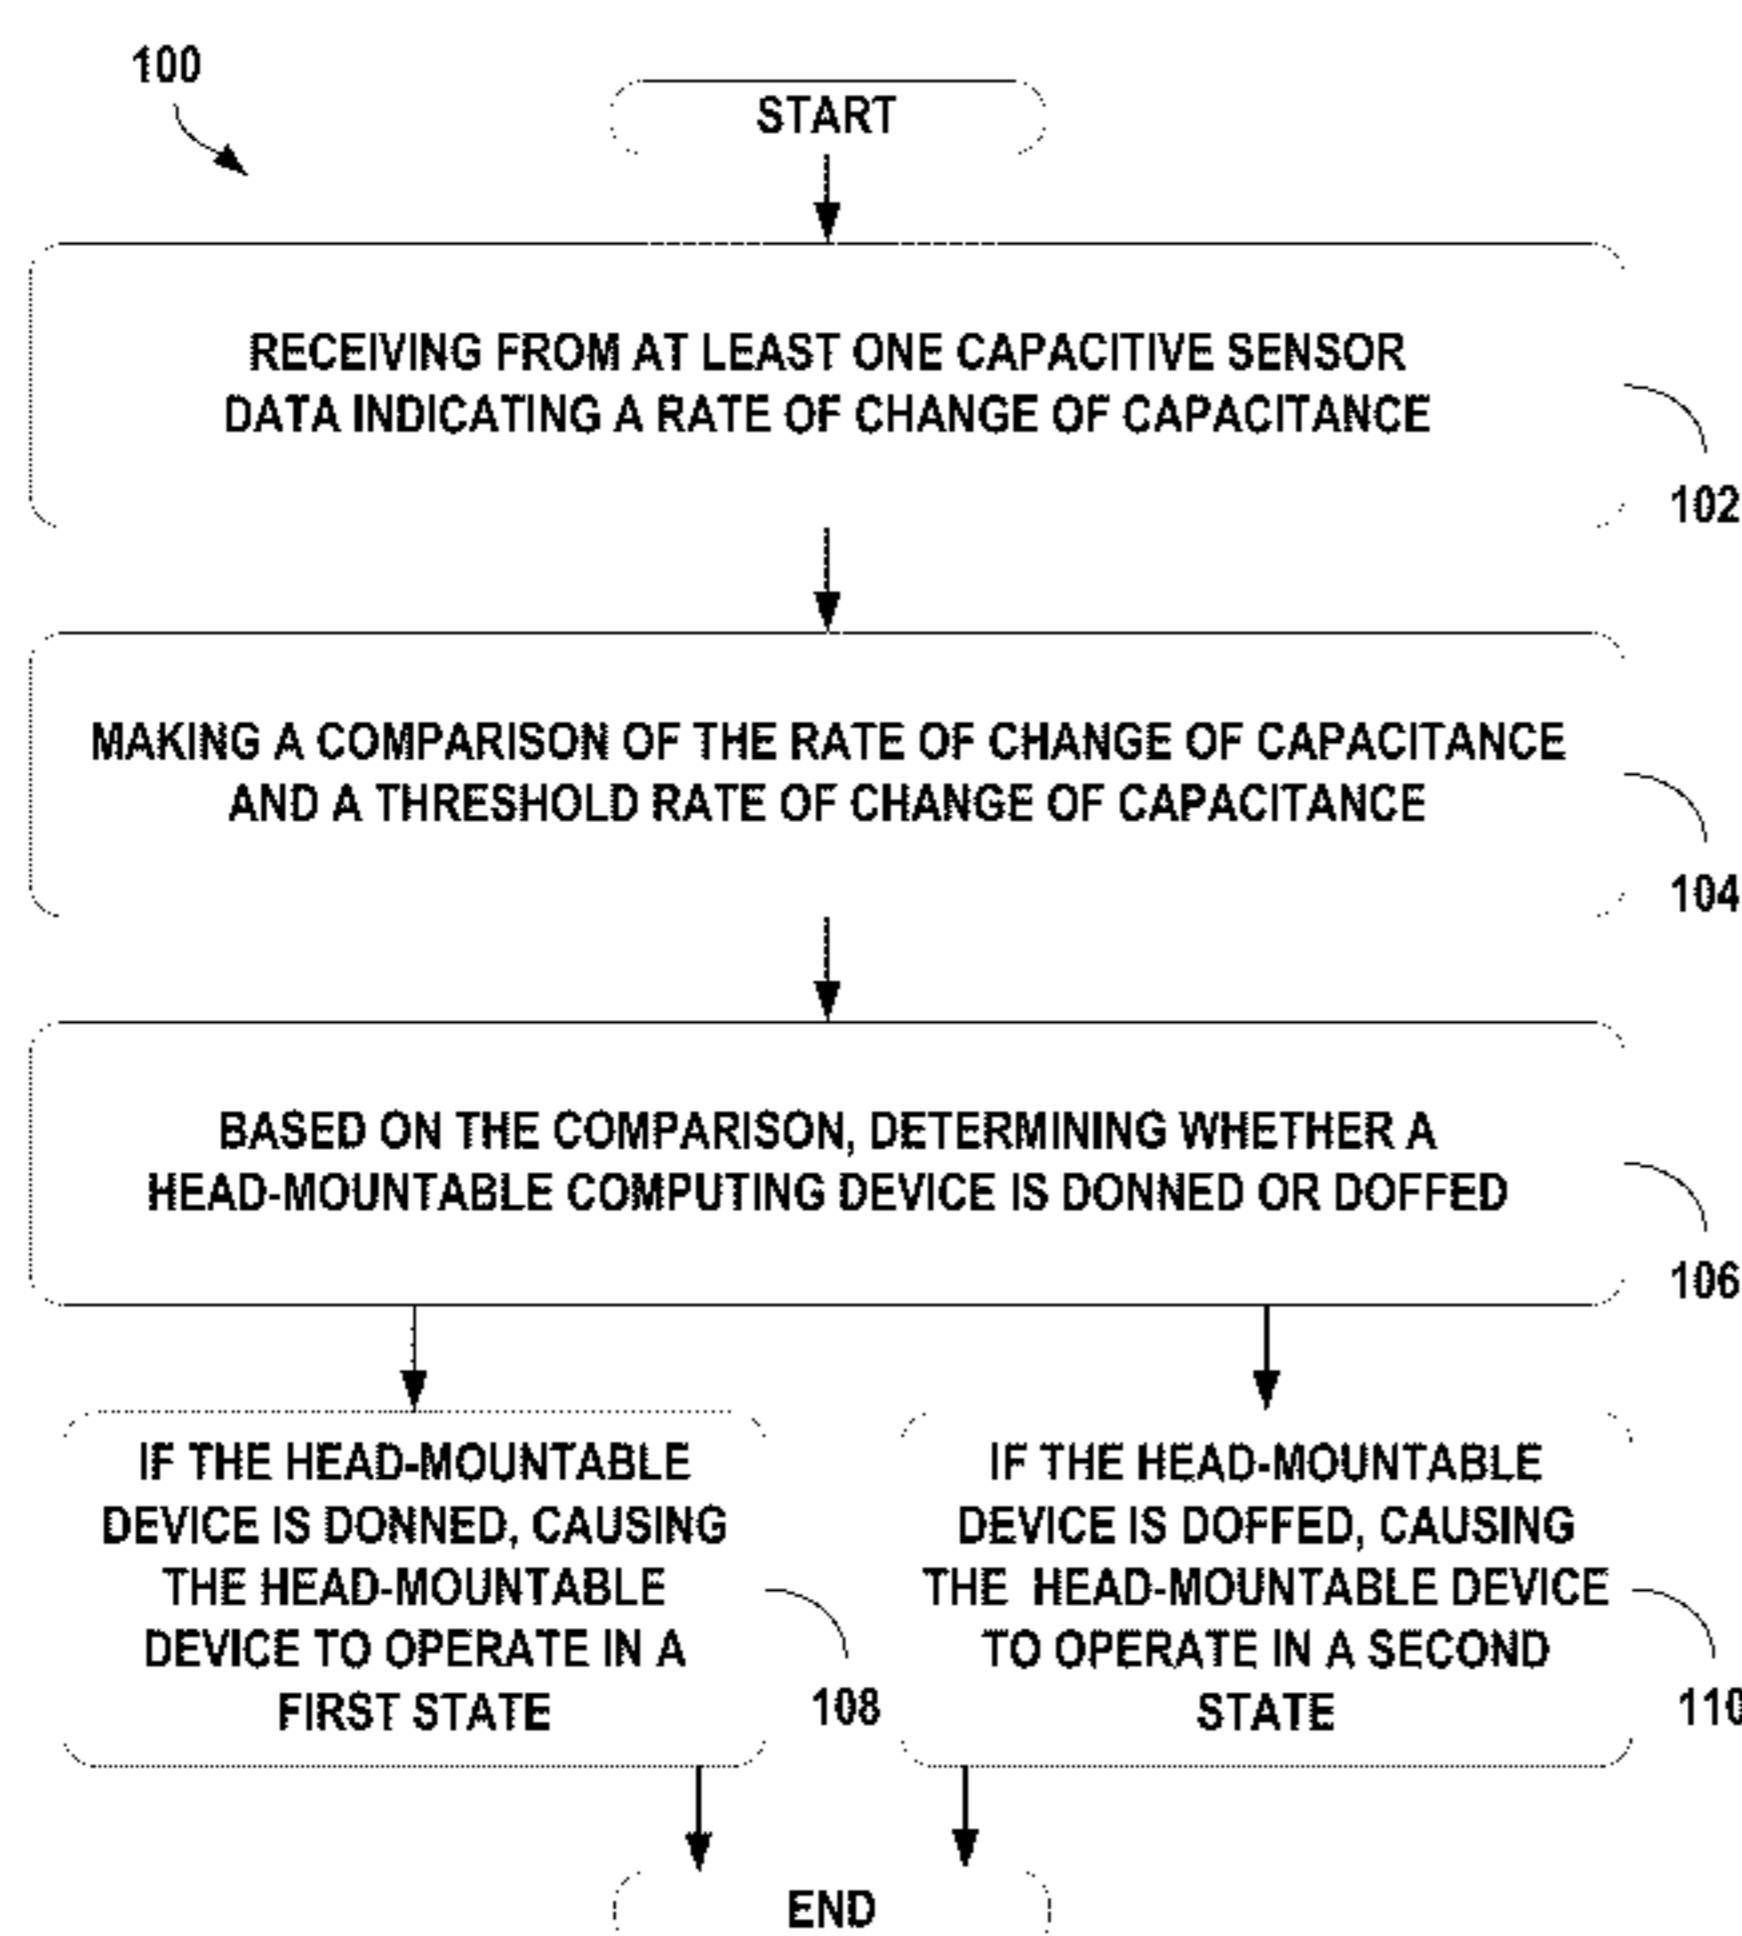 100
START
RECEIVING FROM AT LEAST ONE CAPACITIVE SENSOR
DATA INDICATING A RATE OF CHANGE OF CAPACITANCE
102
MAKING A COMPARISON OF THE RATE OF CHANGE OF CAPACITANCE
AND A THRESHOLD RATE OF CHANGE OF CAPACITANCE
104
BASED ON THE COMPARISON, DETERMINING WHETHER A
HEAD-MOUNTABLE COMPUTING DEVICE IS DONNED OR DOFFED
106
IF THE HEAD-MOUNTABLE
DEVICE IS DONNED, CAUSING
THE HEAD-MOUNTABLE
DEVICE TO OPERATE IN A
FIRST STATE
108
IF THE HEAD-MOUNTABLE
DEVICE IS DOFFED, CAUSING
THE HEAD-MOUNTABLE DEVICE
TO OPERATE IN A SECOND
STATE
110
END